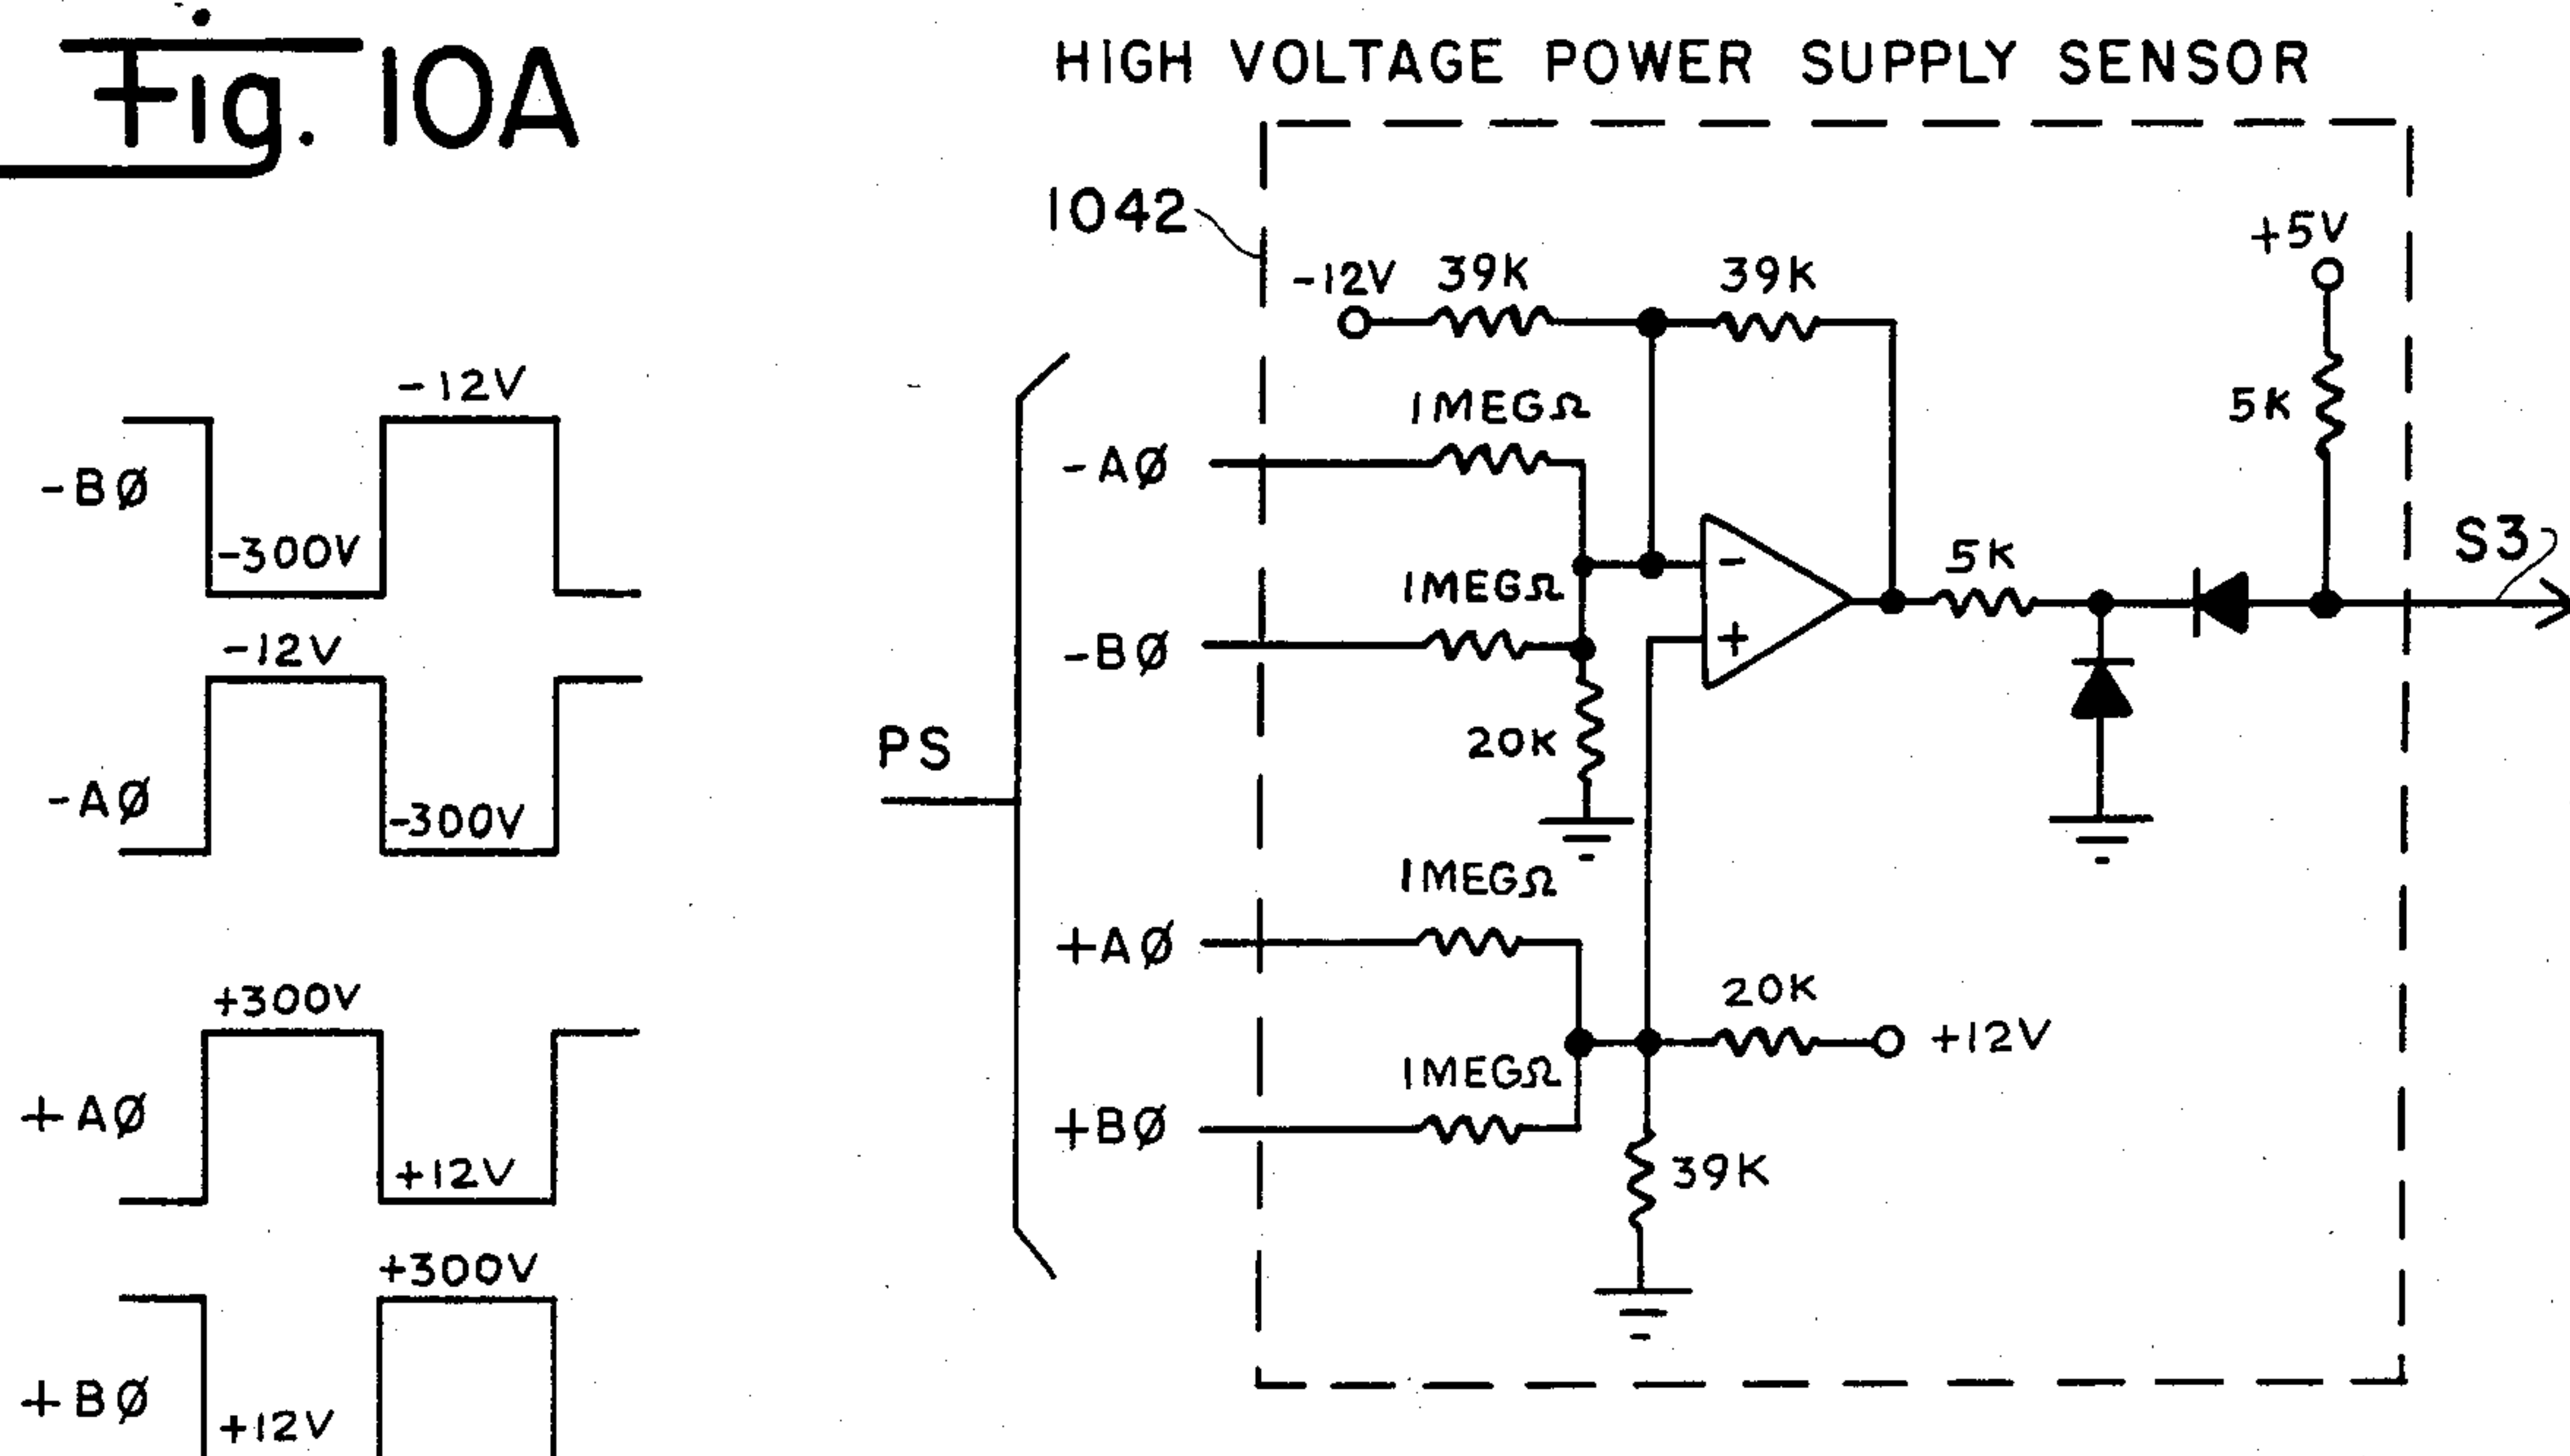 Fig. 10A
HIGH VOLTAGE POWER SUPPLY SENSOR
1042
+5V
-12V
39K
39K
5K
-12V
-BØ
-300V
-12V
-AØ
-300V
1MEGΩ
-AØ
1MEGΩ
-BØ
20K
-
+
5K
S3
PS
1MEGΩ
+AØ
1MEGΩ
+BØ
20K
+12V
39K
+300V
+AØ
+12V
+300V
+BØ
+12V